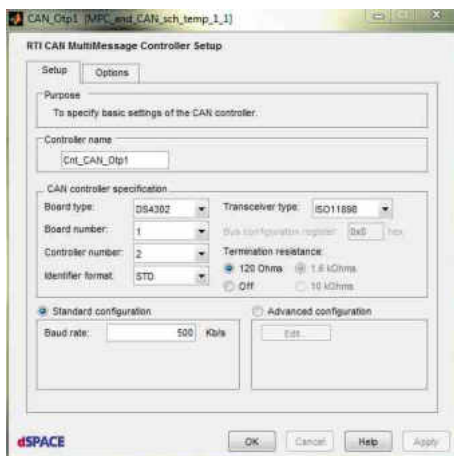 CAN_Otp1 [MPC_and_CAN_sch_temp_1_1]
RTI CAN MultiMessage Controller Setup
Setup Options
Purpose
To specify basic settings of the CAN controller.
Controller name
Cnt_CAN_Otp1
CAN controller specification
Board type: DS4302 Transceiver type: ISO11898
Board number: 1 Bus configuration register: 0x0 hex
Controller number: 2 Termination resistance:
120 Ohms 1.6 kOhms
Identifier format: STD
Off 10 kOhms
Standard configuration Advanced configuration
Baud rate: 500 Kb/s Edit...
dSPACE OK Cancel Help Apply